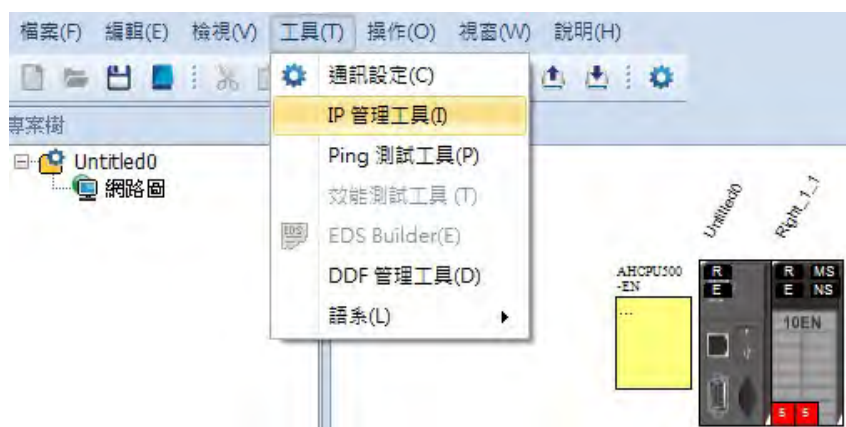 檔案(F) 編輯(E) 檢視(V) 工具(T) 操作(O) 視窗(W) 說明(H)
通訊設定(C)
IP 管理工具(I)
專案樹
Ping 測試工具(P)
Untitled0
網路圖
效能測試工具 (T)
EDS
EDS Builder(E)
DDF 管理工具(D)
語系(L)
Untitled0
Right_1_1
AHCPU500
-EN
...
R
E
R MS
E NS
10EN
5 5